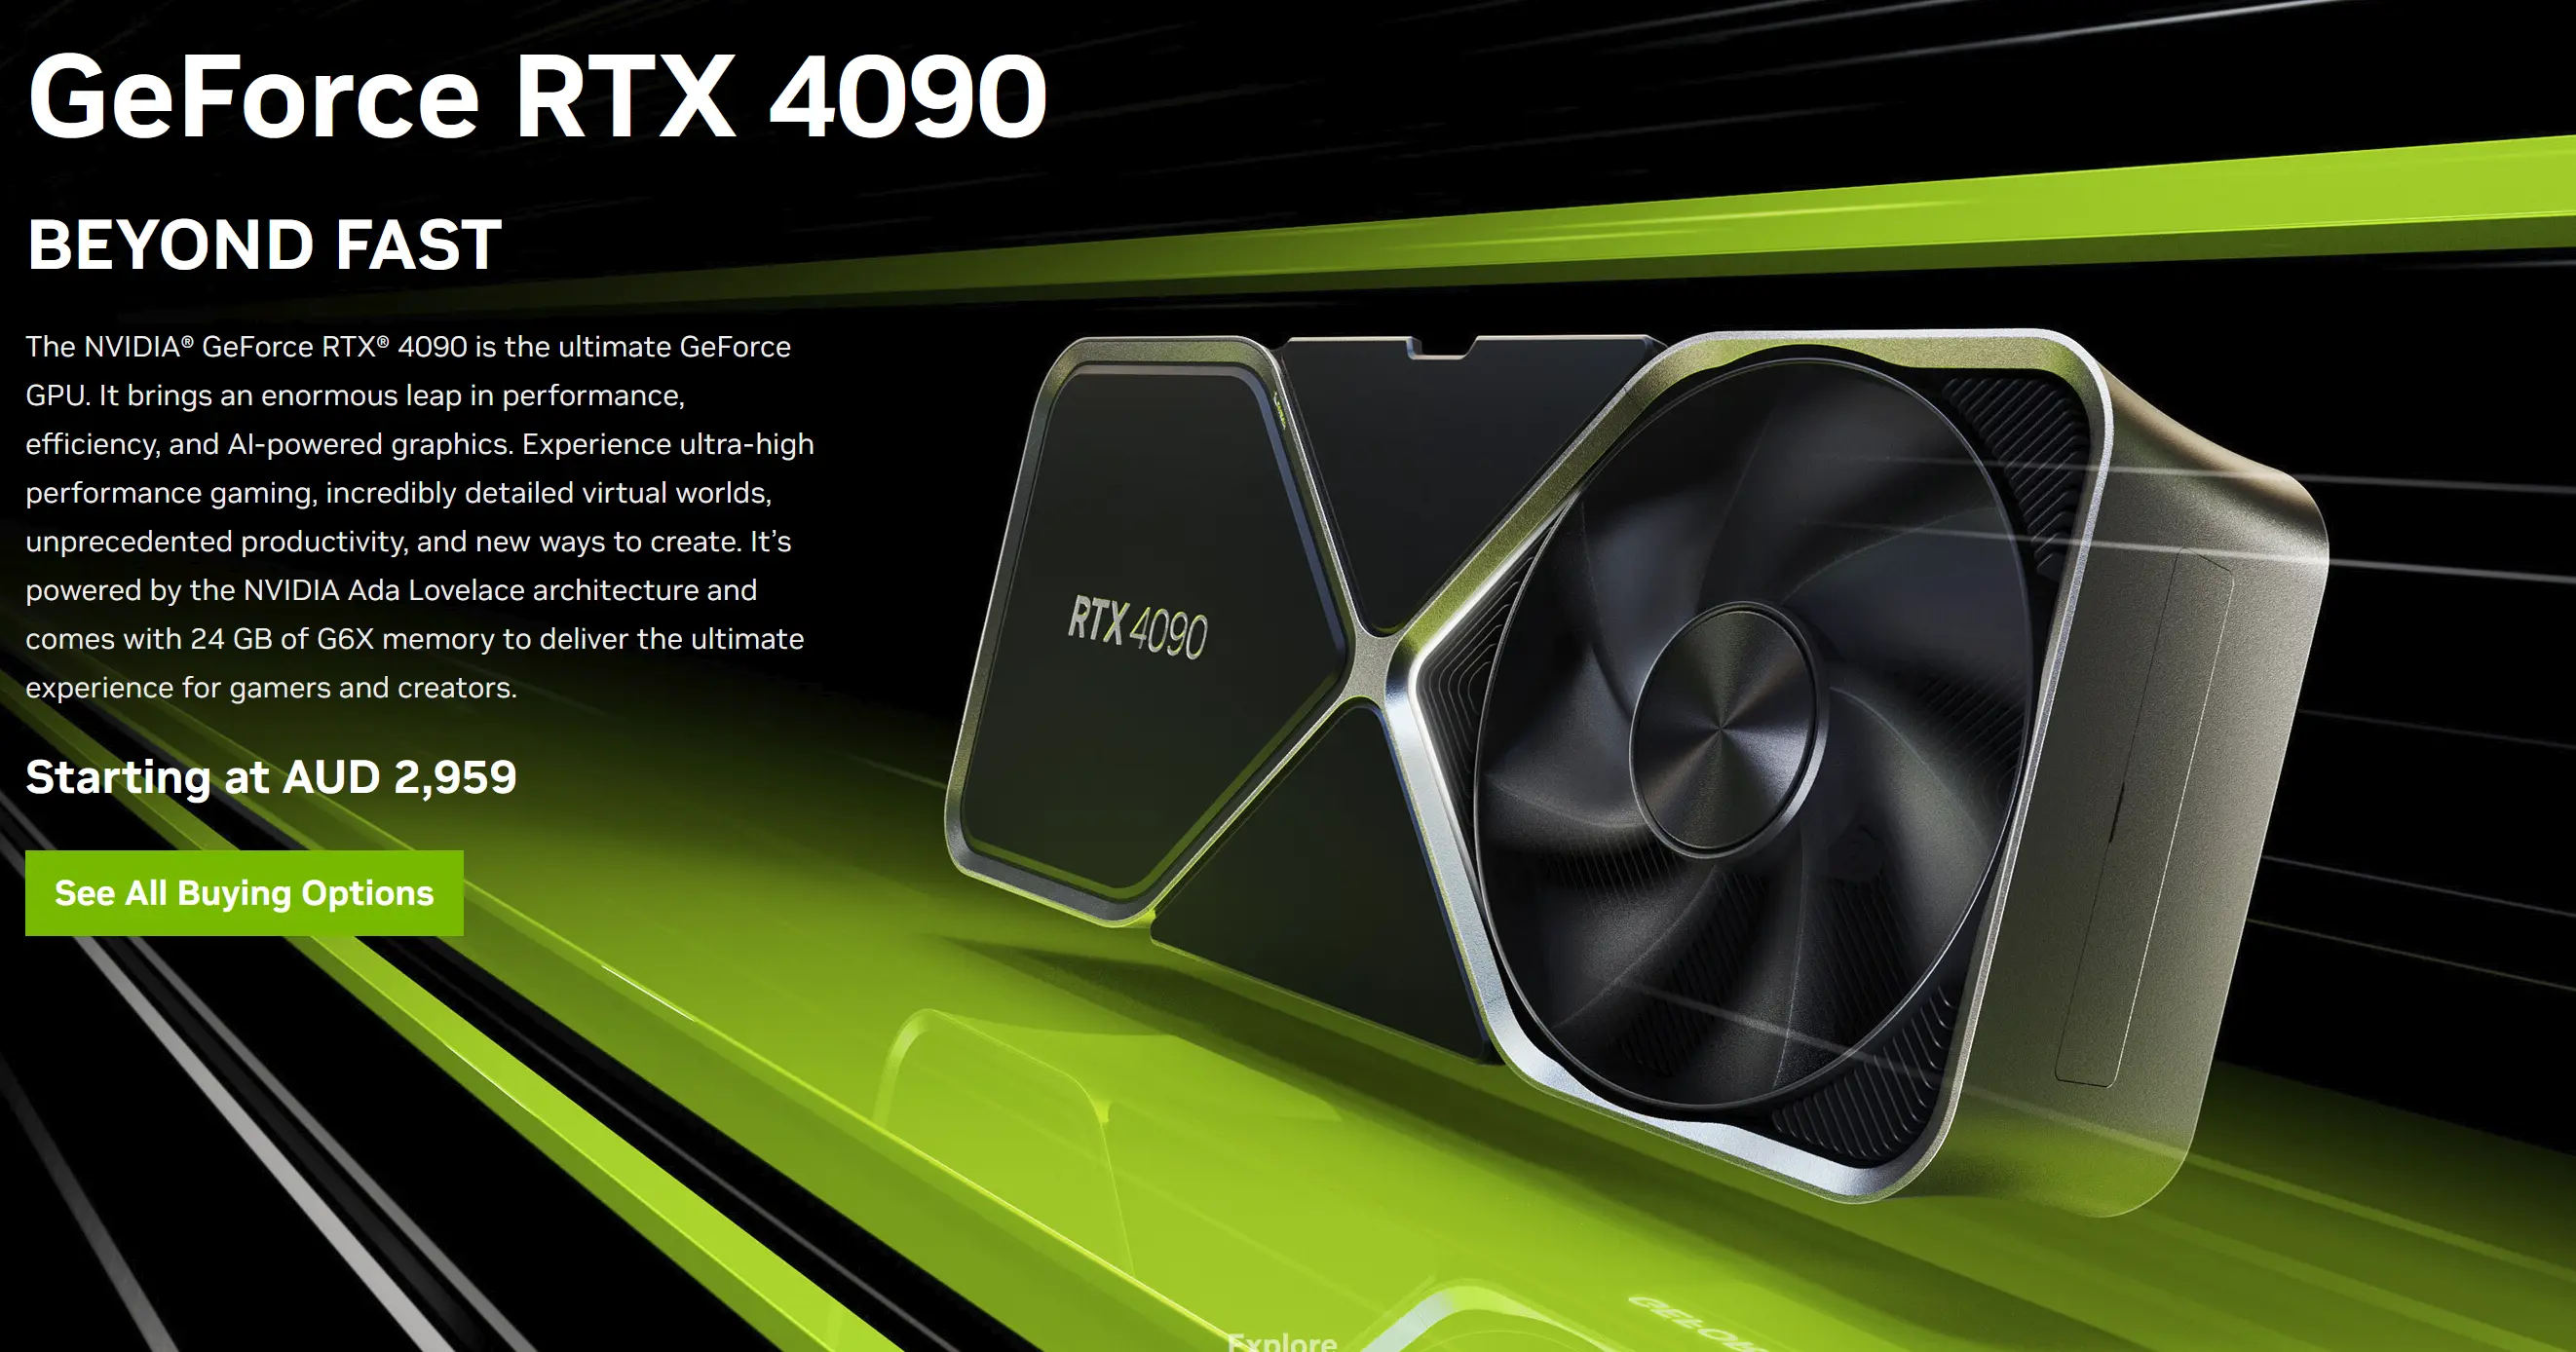 GeForce RTX 4090
BEYOND FAST
The NVIDIA® GeForce RTX® 4090 is the ultimate GeForce
GPU. It brings an enormous leap in performance,
efficiency, and AI-powered graphics. Experience ultra-high
performance gaming, incredibly detailed virtual worlds,
unprecedented productivity, and new ways to create. It’s
powered by the NVIDIA Ada Lovelace architecture and
comes with 24 GB of G6X memory to deliver the ultimate
experience for gamers and creators.
Starting at AUD 2,959
See All Buying Options
RTX 4090
Explore